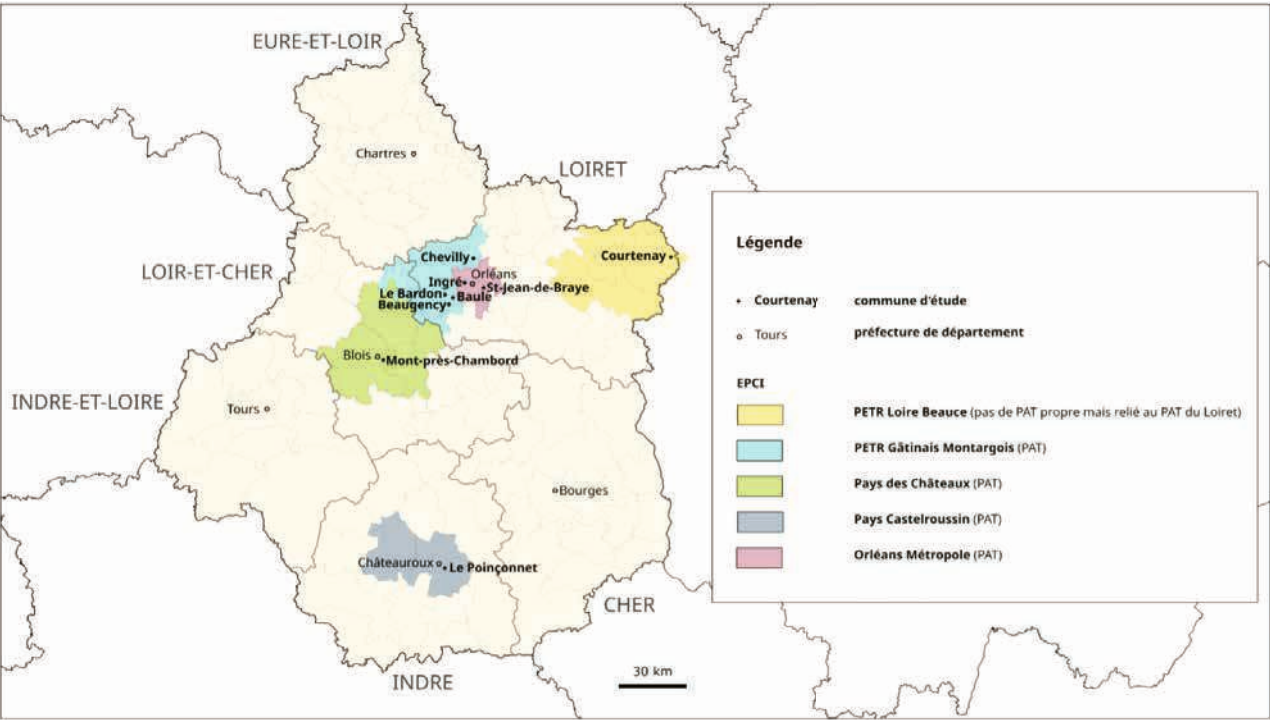 EURE-ET-LOIR
Chartres
LOIRET
LOIR-ET-CHER
Chevilly
Courtenay
Orléans
Ingré
St-Jean-de-Braye
Le Bardon
Baule
Beaugency
Blois
Mont-près-Chambord
INDRE-ET-LOIRE
Tours
Bourges
Châteauroux
Le Poinçonnet
CHER
INDRE
30 km
Légende
Courtenay commune d'étude
Tours préfecture de département
EPCI
PETR Loire Beauce (pas de PAT propre mais relié au PAT du Loiret)
PETR Gâtinais Montargois (PAT)
Pays des Châteaux (PAT)
Pays Castelroussin (PAT)
Orléans Métropole (PAT)